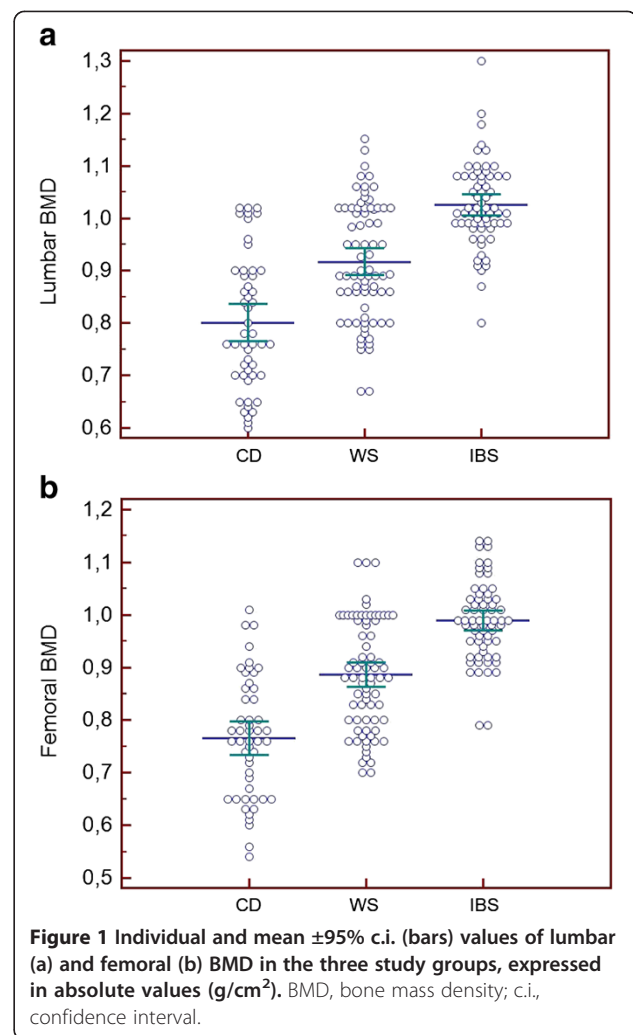 a
1,3
1,2
1,1
1,0
0,9
0,8
0,7
0,6
Lumbar BMD
CD WS IBS
b
1,2
1,1
1,0
0,9
0,8
0,7
0,6
0,5
Femoral BMD
CD WS IBS
Figure 1 Individual and mean ±95% c.i. (bars) values of lumbar
(a) and femoral (b) BMD in the three study groups, expressed
in absolute values (g/cm²). BMD, bone mass density; c.i.,
confidence interval.